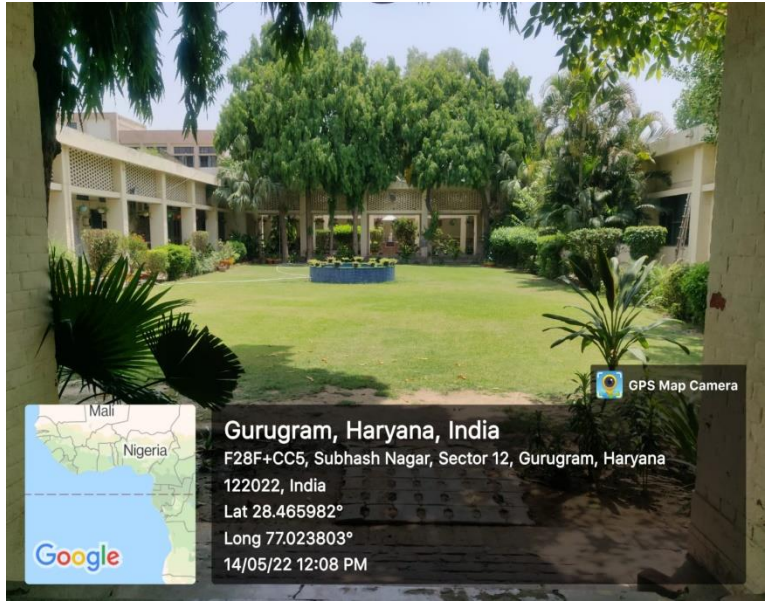 GPS Map Camera
Mali
Nigeria
Google
Gurugram, Haryana, India
F28F+CC5, Subhash Nagar, Sector 12, Gurugram, Haryana
122022, India
Lat 28.465982°
Long 77.023803°
14/05/22 12:08 PM